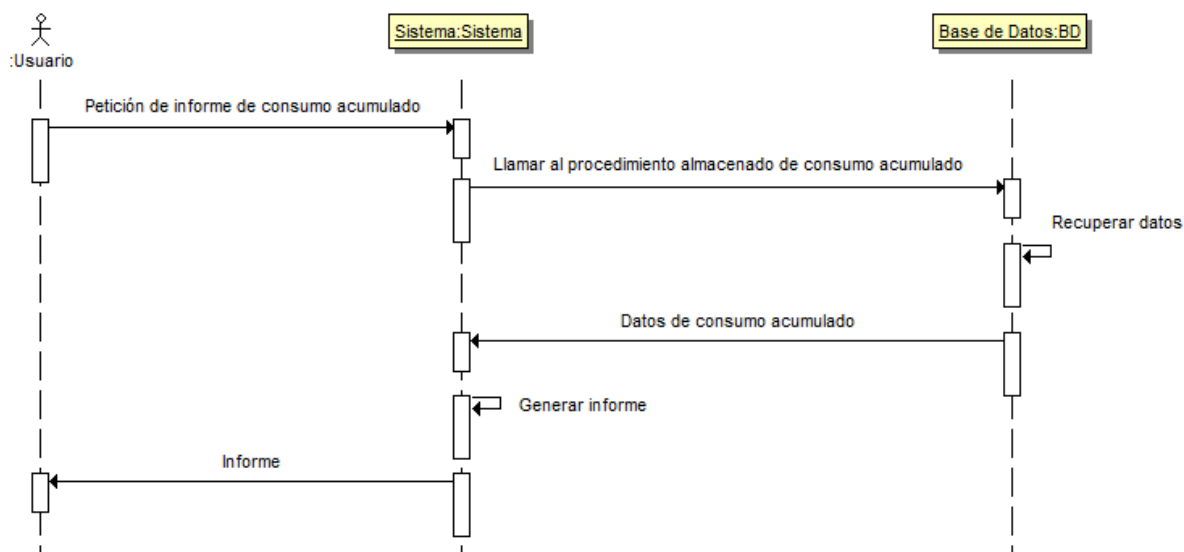 :Usuario
Sistema:Sistema
Base de Datos:BD
Petición de informe de consumo acumulado
Llamar al procedimiento almacenado de consumo acumulado
Recuperar datos
Datos de consumo acumulado
Generar informe
Informe